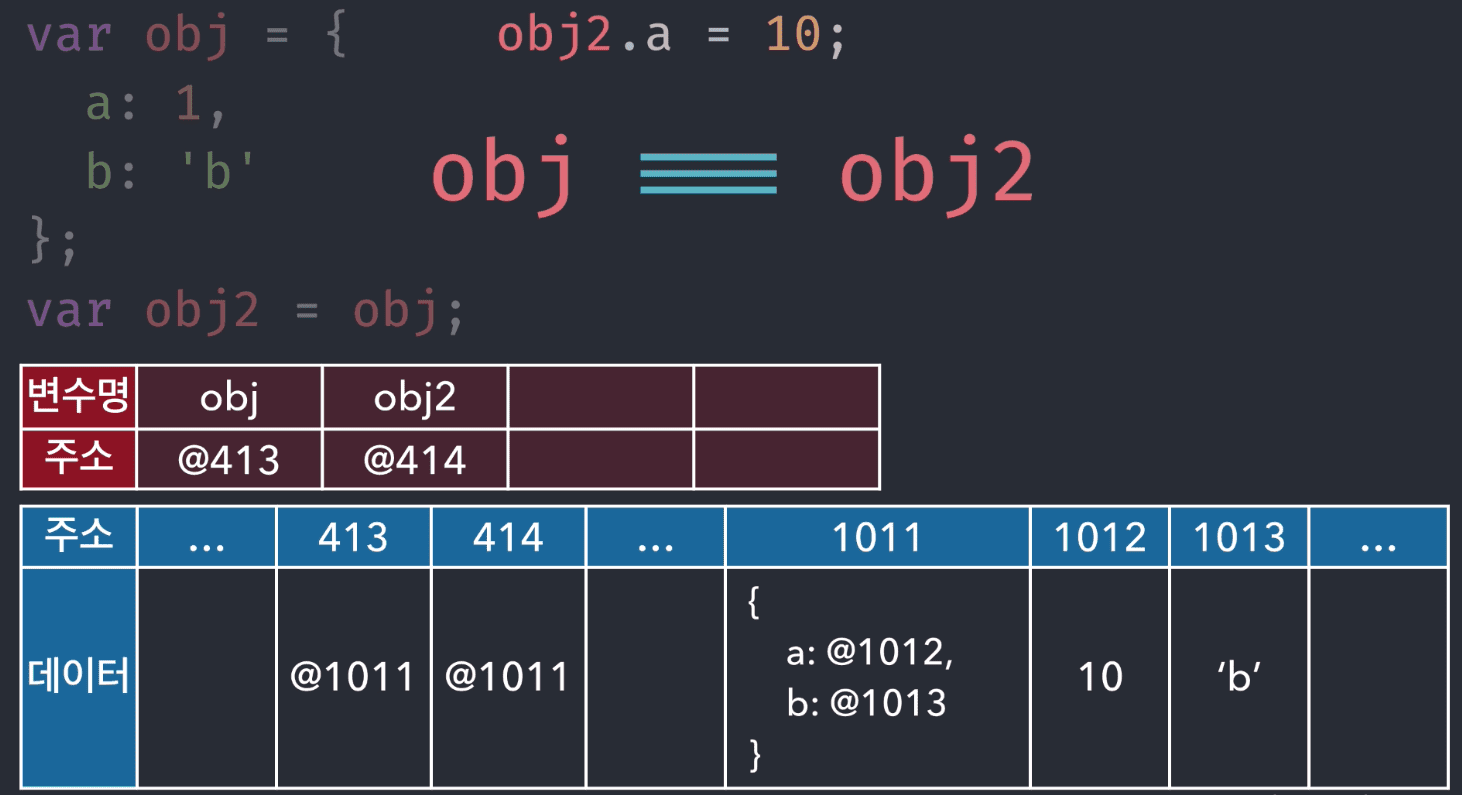 var obj = {
a: 1,
b: 'b'
};
var obj2 = obj;
obj2.a = 10;
obj === obj2
변수명 obj obj2
주소 @413 @414
주소 ... 413 414 ... 1011 1012 1013 ...
데이터 @1011 @1011 { a: @1012, b: @1013 } 10 ‘b’